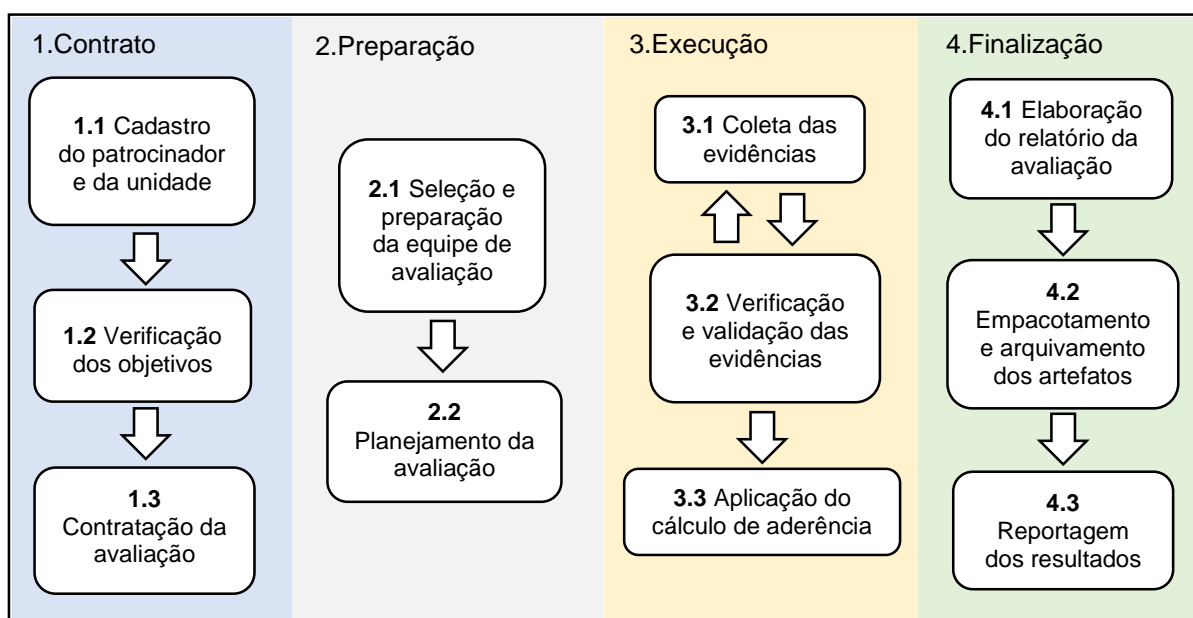 1.Contrato
1.1 Cadastro
do patrocinador
e da unidade
1.2 Verificação
dos objetivos
1.3
Contratação da
avaliação
2.Preparação
2.1 Seleção e
preparação
da equipe de
avaliação
2.2
Planejamento da
avaliação
3.Execução
3.1 Coleta das
evidências
3.2 Verificação
e validação das
evidências
3.3 Aplicação do
cálculo de aderência
4.Finalização
4.1 Elaboração
do relatório da
avaliação
4.2
Empacotamento
e arquivamento
dos artefatos
4.3
Reportagem
dos resultados